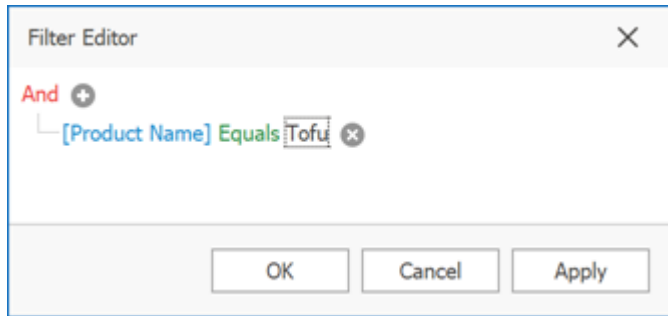 Filter Editor
And
[Product Name] Equals Tofu
OK Cancel Apply